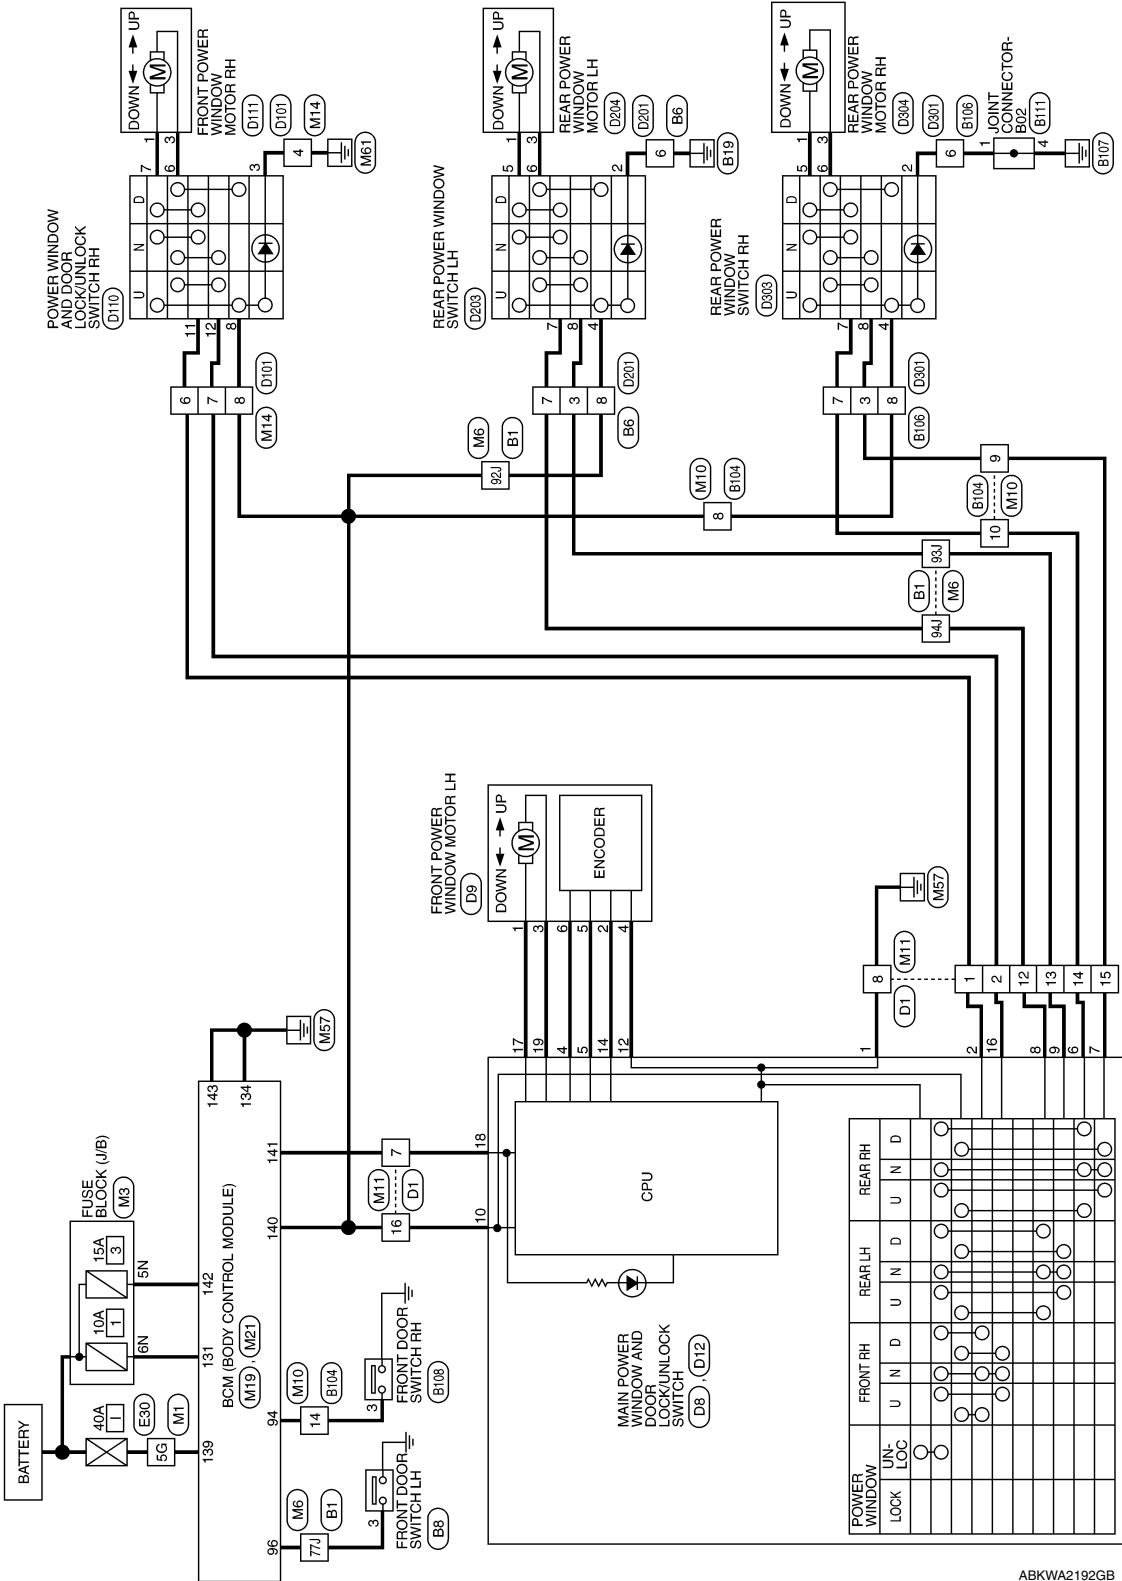 BATTERY
40A
I
E30
5G
M1
139
FUSE
BLOCK (J/B)
M3
10A
1
15A
3
6N
5N
131
142
BCM (BODY CONTROL MODULE)
M19 , M21
143
134
M57
96
94
140
141
M6
77J
B1
3
FRONT DOOR
SWITCH LH
B8
M10
14
B104
3
FRONT DOOR
SWITCH RH
B108
M11
16
7
D1
10
18
CPU
MAIN POWER
WINDOW AND
DOOR
LOCK/UNLOCK
SWITCH
D8 , D12
POWER
WINDOW
LOCK
UN-
LOC
FRONT RH
U
N
D
REAR LH
U
N
D
REAR RH
U
N
D
17
19
4
5
14
12
1
3
6
5
2
4
FRONT POWER
WINDOW MOTOR LH
D9
DOWN
UP
M
ENCODER
1
D1
8
M11
M57
2
16
8
9
6
7
1
2
12
13
14
15
POWER WINDOW
AND DOOR
LOCK/UNLOCK
SWITCH RH
D110
U
N
D
6
7
8
M14
D101
11
12
8
7
6
3
1
3
DOWN
UP
M
FRONT POWER
WINDOW
MOTOR RH
D111
D101
4
M14
M61
REAR POWER WINDOW
SWITCH LH
D203
U
N
D
M6
92J
B1
7
3
8
B6
D201
7
8
4
5
6
2
1
3
DOWN
UP
M
REAR POWER
WINDOW
MOTOR LH
D204
D201
6
B6
B19
REAR POWER
WINDOW
SWITCH RH
D303
U
N
D
M10
8
B104
7
3
8
B106
D301
7
8
4
5
6
2
1
3
DOWN
UP
M
REAR POWER
WINDOW
MOTOR RH
D304
D301
6
B106
1
JOINT
CONNECTOR-
B02
B111
4
B107
B104
M10
9
10
B1
M6
93J
94J
ABKWA2192GB